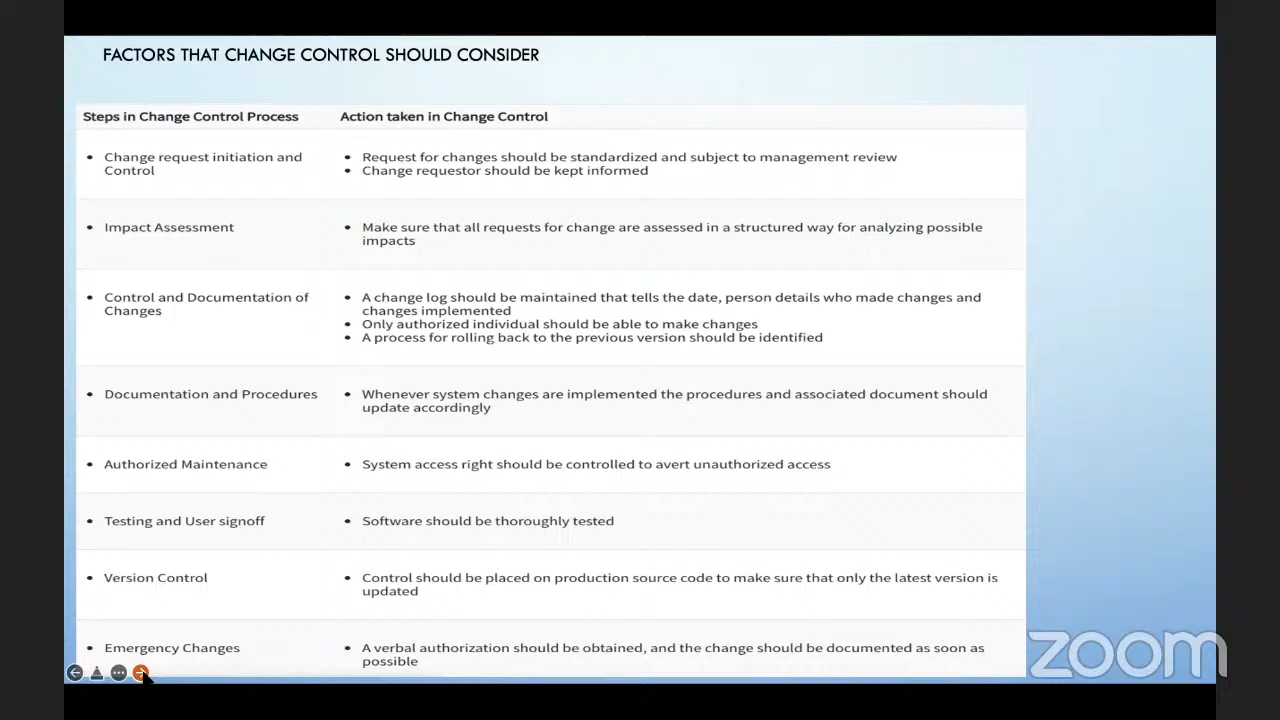 FACTORS THAT CHANGE CONTROL SHOULD CONSIDER
Steps in Change Control Process
Action taken in Change Control
• Change request initiation and
Control
• Request for changes should be standardized and subject to management review
• Change requestor should be kept informed
• Impact Assessment
• Make sure that all requests for change are assessed in a structured way for analyzing possible
impacts
• Control and Documentation of
Changes
• A change log should be maintained that tells the date, person details who made changes and
changes implemented
• Only authorized individual should be able to make changes
• A process for rolling back to the previous version should be identified
• Documentation and Procedures
• Whenever system changes are implemented the procedures and associated document should
update accordingly
• Authorized Maintenance
• System access right should be controlled to avert unauthorized access
• Testing and User signoff
• Software should be thoroughly tested
• Version Control
• Control should be placed on production source code to make sure that only the latest version is
updated
• Emergency Changes
• A verbal authorization should be obtained, and the change should be documented as soon as
possible
zoom